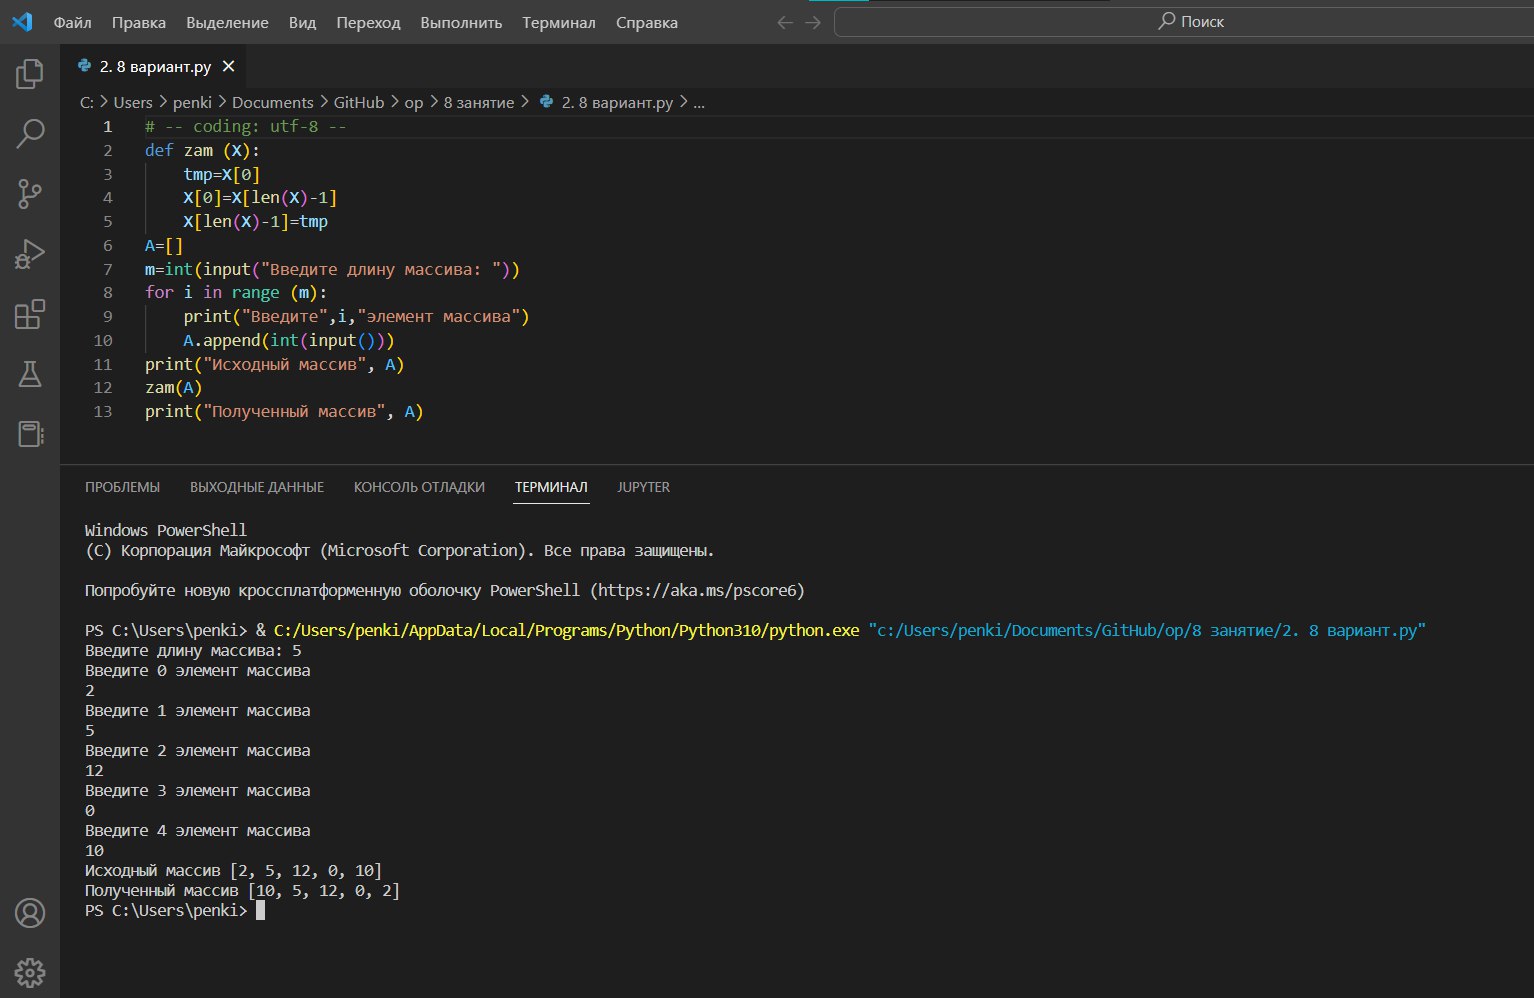 Файл Правка Выделение Вид Переход Выполнить Терминал Справка Поиск
2. 8 вариант.py
C: > Users > penki > Documents > GitHub > op > 8 занятие > 2. 8 вариант.py > ...
1 # -- coding: utf-8 --
2 def zam (X):
3 tmp=X[0]
4 X[0]=X[len(X)-1]
5 X[len(X)-1]=tmp
6 A=[]
7 m=int(input("Введите длину массива: "))
8 for i in range (m):
9 print("Введите",i,"элемент массива")
10 A.append(int(input()))
11 print("Исходный массив", A)
12 zam(A)
13 print("Полученный массив", A)
ПРОБЛЕМЫ ВЫХОДНЫЕ ДАННЫЕ КОНСОЛЬ ОТЛАДКИ ТЕРМИНАЛ JUPYTER
Windows PowerShell
(C) Корпорация Майкрософт (Microsoft Corporation). Все права защищены.
Попробуйте новую кроссплатформенную оболочку PowerShell (https://aka.ms/pscore6)
PS C:\Users\penki> & C:/Users/penki/AppData/Local/Programs/Python/Python310/python.exe "c:/Users/penki/Documents/GitHub/op/8 занятие/2. 8 вариант.py"
Введите длину массива: 5
Введите 0 элемент массива
2
Введите 1 элемент массива
5
Введите 2 элемент массива
12
Введите 3 элемент массива
0
Введите 4 элемент массива
10
Исходный массив [2, 5, 12, 0, 10]
Полученный массив [10, 5, 12, 0, 2]
PS C:\Users\penki>